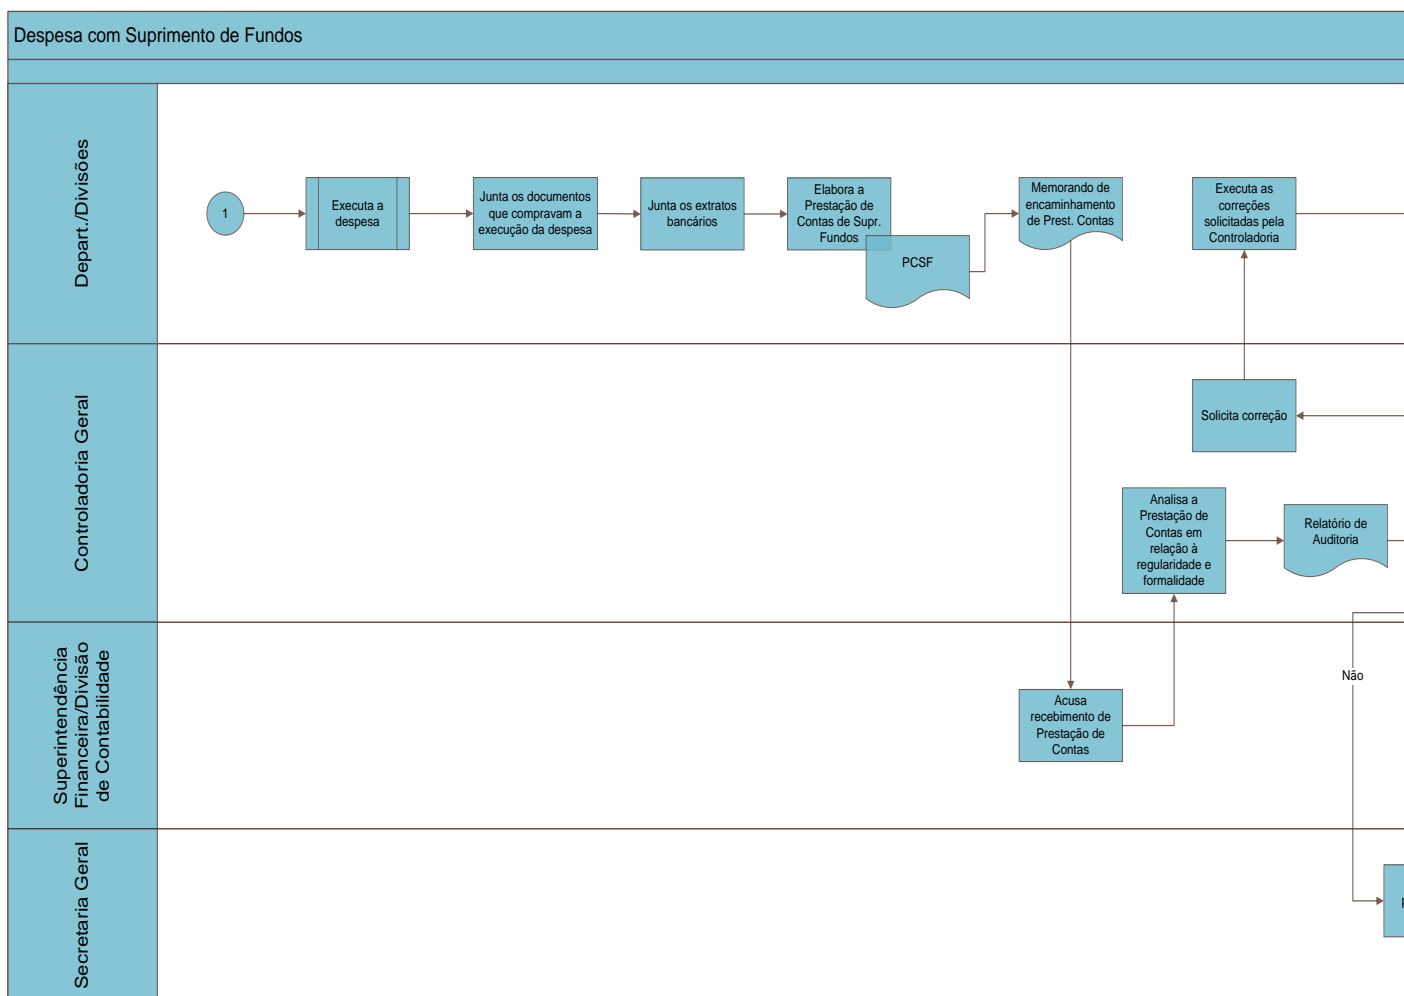 Despesa com Suprimento de Fundos
Depart./Divisões
1
Executa a
despesa
Junta os documentos
que compravam a
execução da despesa
Junta os extratos
bancários
Elabora a
Prestação de
Contas de Supr.
Fundos
PCSF
Memorando de
encaminhamento
de Prest. Contas
Executa as
correções
solicitadas pela
Controladoria
Controladoria Geral
Solicita correção
Analisa a
Prestação de
Contas em
relação à
regularidade e
formalidade
Relatório de
Auditoria
Superintendência
Financeira/Divisão
de Contabilidade
Acusa
recebimento de
Prestação de
Contas
Não
Secretaria Geral